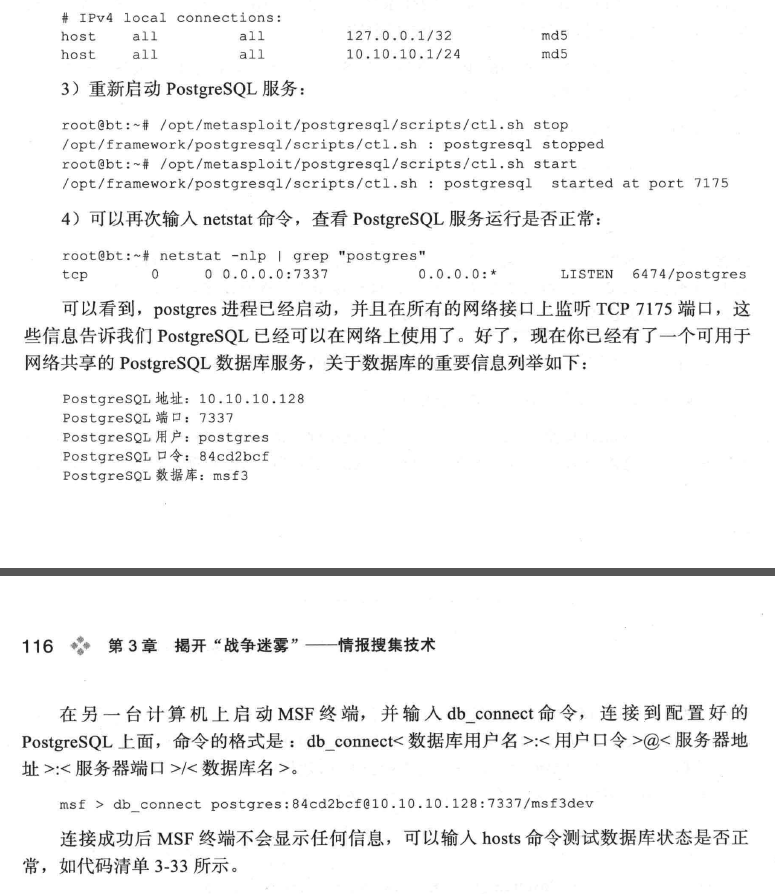 # IPv4 local connections:
host all all 127.0.0.1/32 md5
host all all 10.10.10.1/24 md5
3）重新启动 PostgreSQL 服务：
root@bt:~# /opt/metasploit/postgresql/scripts/ctl.sh stop
/opt/framework/postgresql/scripts/ctl.sh : postgresql stopped
root@bt:~# /opt/metasploit/postgresql/scripts/ctl.sh start
/opt/framework/postgresql/scripts/ctl.sh : postgresql started at port 7175
4）可以再次输入 netstat 命令，查看 PostgreSQL 服务运行是否正常：
root@bt:~# netstat -nlp | grep "postgres"
tcp 0 0 0.0.0.0:7337 0.0.0.0:* LISTEN 6474/postgres
可以看到，postgres 进程已经启动，并且在所有的网络接口上监听 TCP 7175 端口，这
些信息告诉我们 PostgreSQL 已经可以在网络上使用了。好了，现在你已经有了一个可用于
网络共享的 PostgreSQL 数据库服务，关于数据库的重要信息列举如下：
PostgreSQL 地址：10.10.10.128
PostgreSQL 端口：7337
PostgreSQL 用户：postgres
PostgreSQL 口令：84cd2bcf
PostgreSQL 数据库：msf3
116 第 3 章 揭开“战争迷雾”——情报搜集技术
在另一台计算机上启动 MSF 终端，并输入 db_connect 命令，连接到配置好的
PostgreSQL 上面，命令的格式是：db_connect< 数据库用户名 >:< 用户口令 >@< 服务器地
址 >:< 服务器端口 >/< 数据库名 >。
msf > db_connect postgres:84cd2bcf@10.10.10.128:7337/msf3dev
连接成功后 MSF 终端不会显示任何信息，可以输入 hosts 命令测试数据库状态是否正
常，如代码清单 3-33 所示。